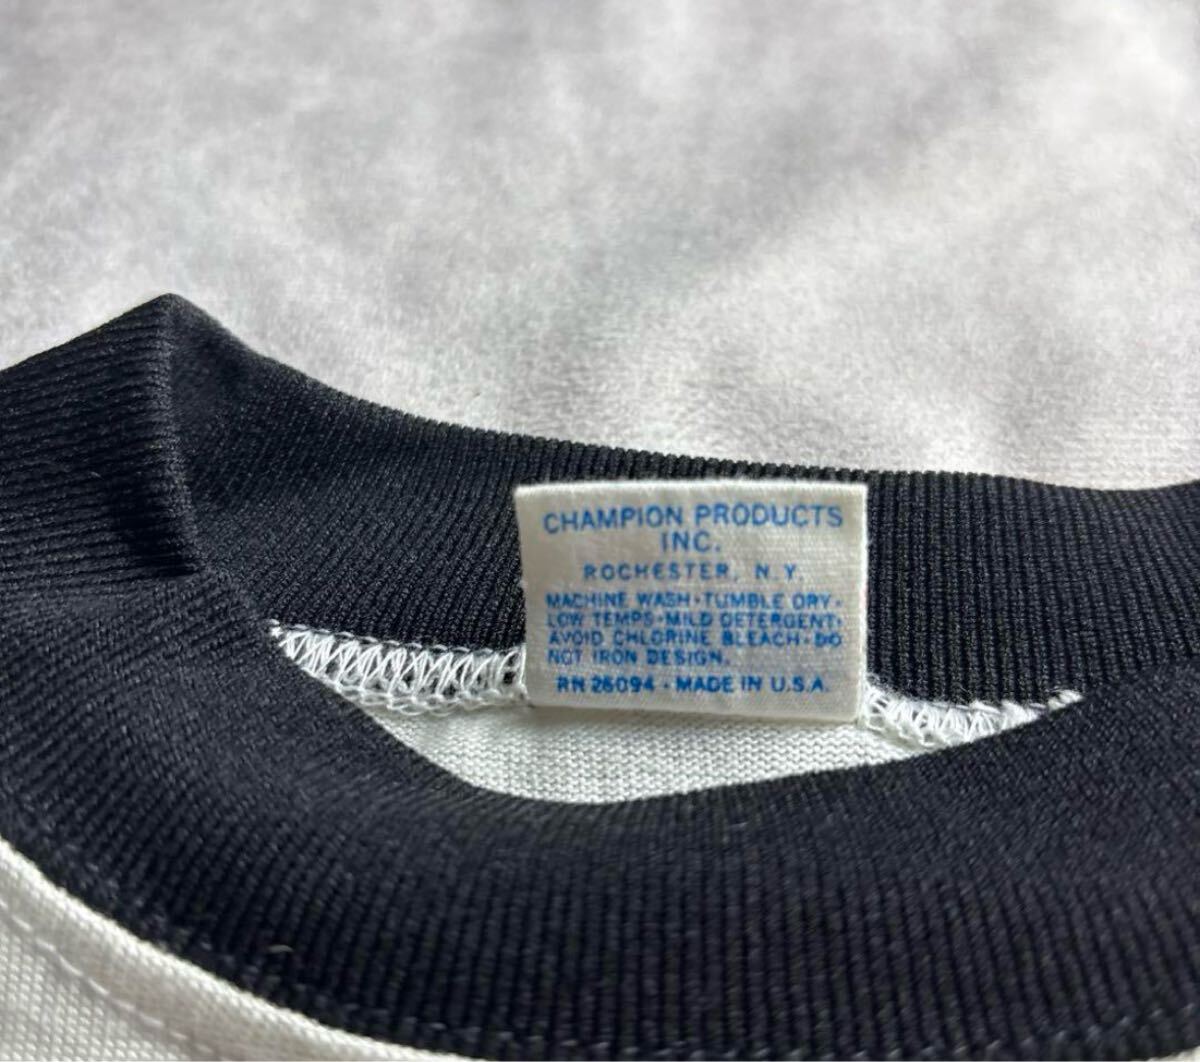 CHAMPION PRODUCTS
INC.
ROCHESTER, N.Y.
MACHINE WASH·TUMBLE DRY·
LOW TEMPS·MILD DETERGENT·
AVOID CHLORINE BLEACH·DO
NOT IRON DESIGN.
RN 26094 · MADE IN U.S.A.